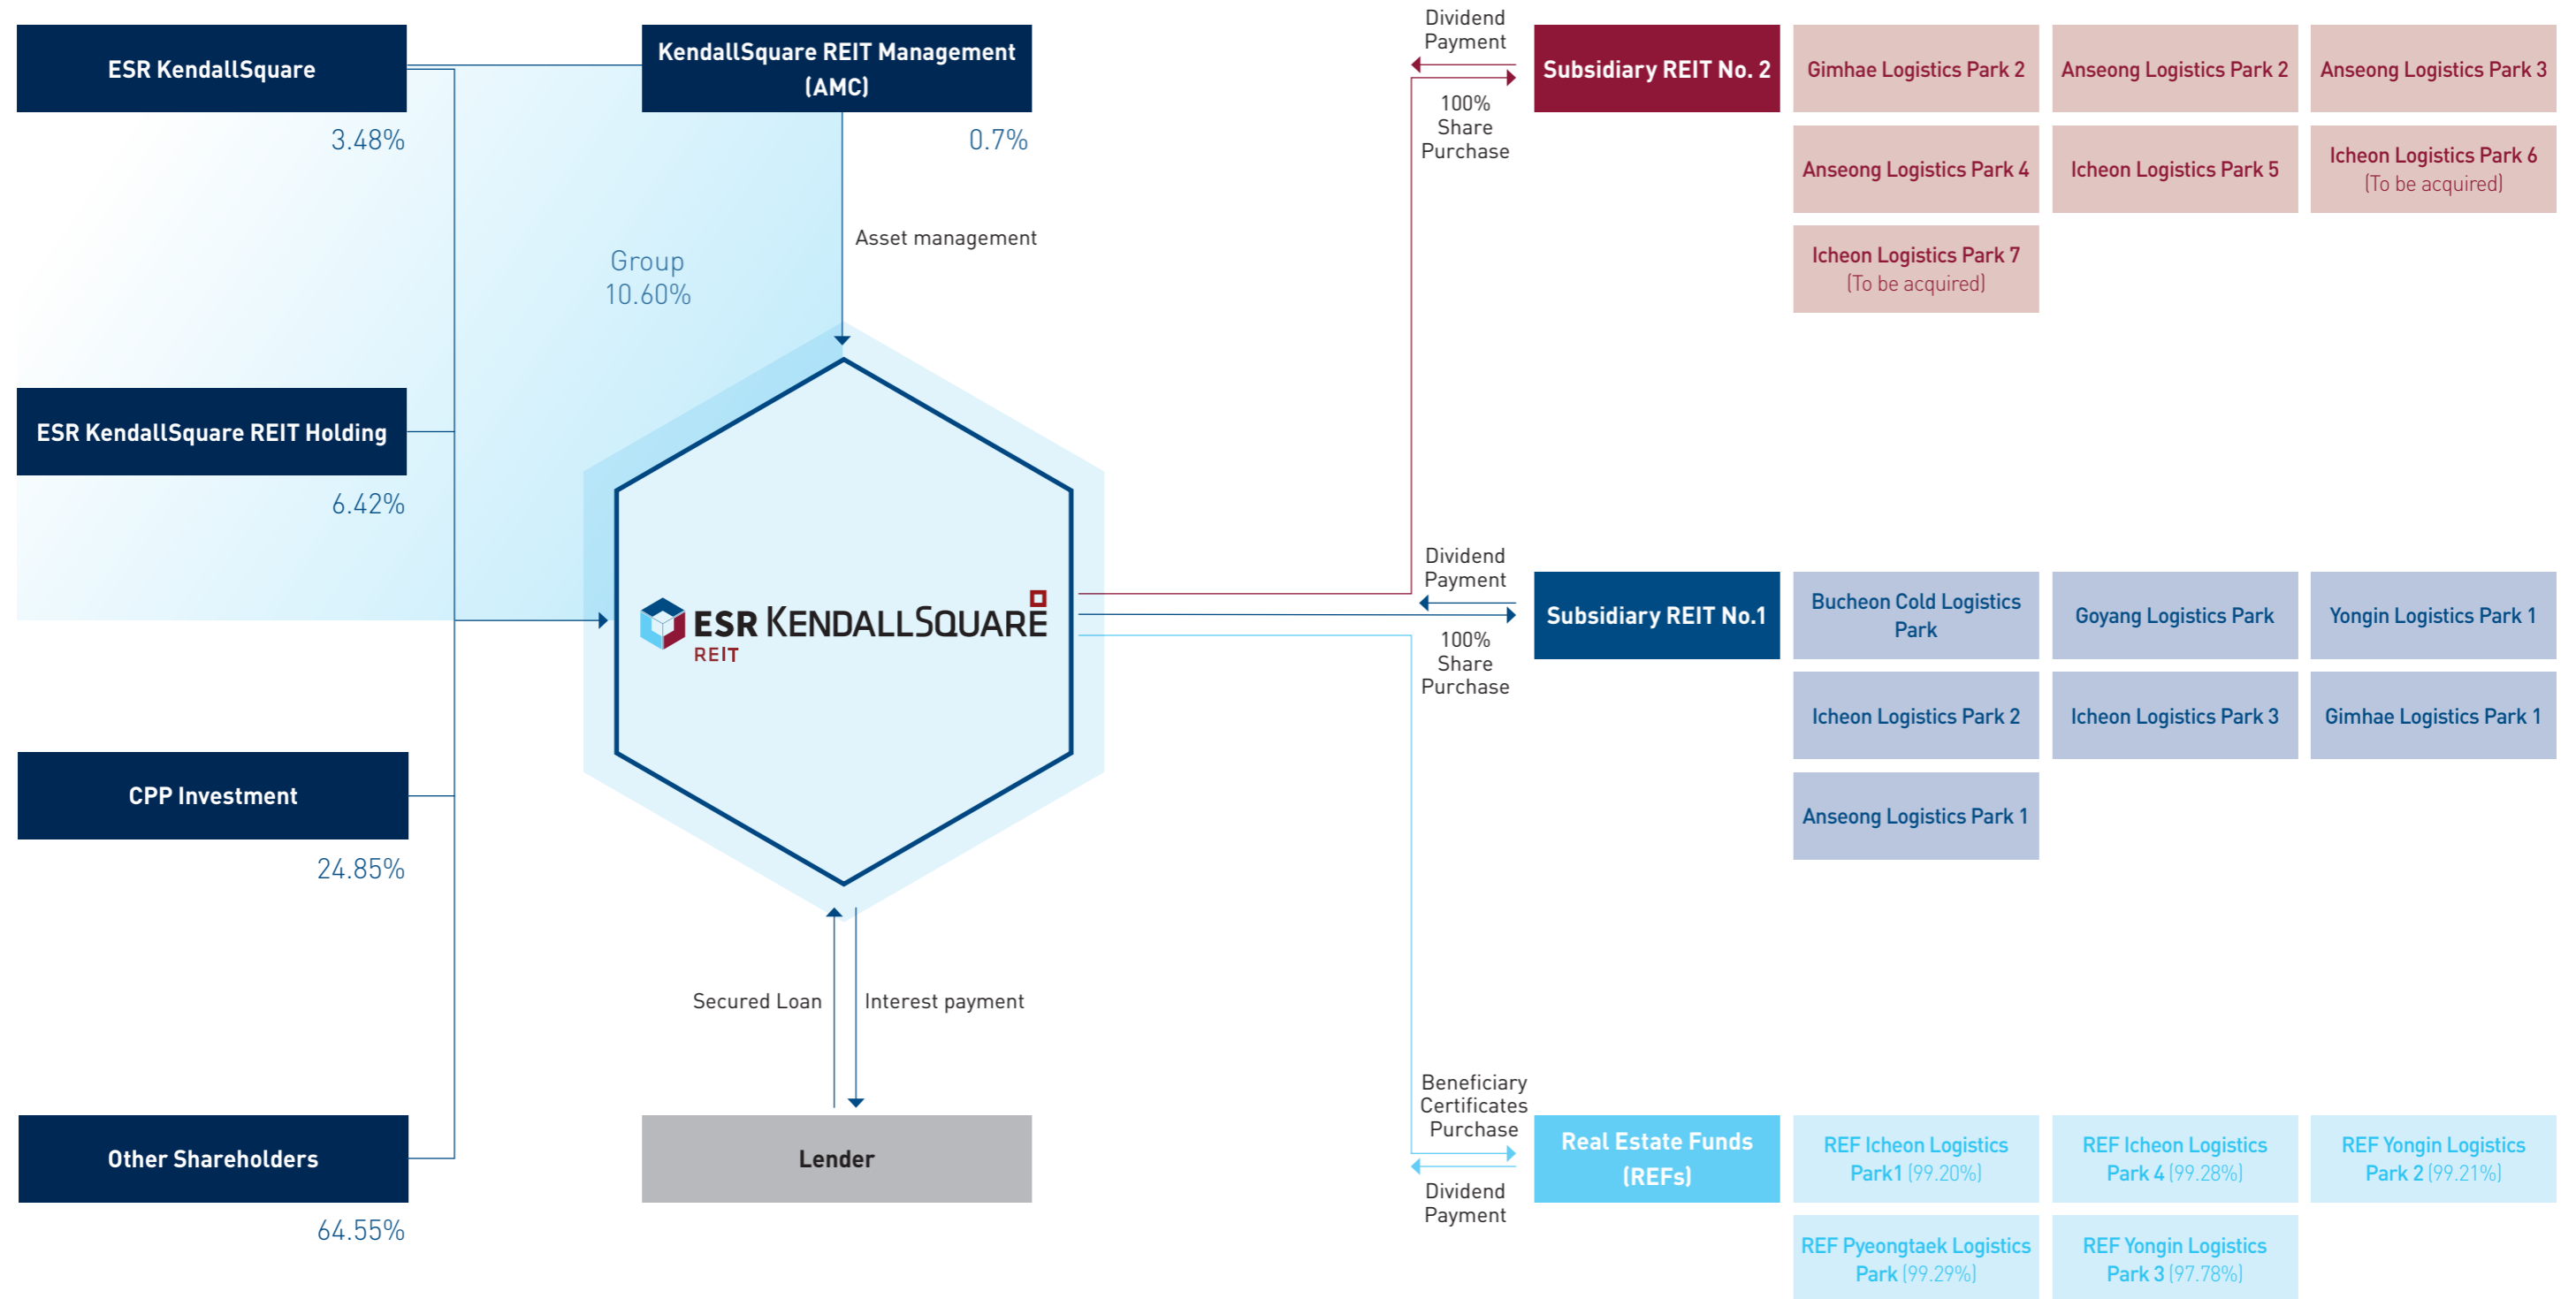 ESR KendallSquare
3.48%
KendallSquare REIT Management
(AMC)
0.7%
Asset management
Group
10.60%
ESR KendallSquare REIT Holding
6.42%
ESR KENDALLSQUARE
REIT
CPP Investment
24.85%
Other Shareholders
64.55%
Secured Loan
Interest payment
Lender
Dividend
Payment
100%
Share
Purchase
Subsidiary REIT No. 2
Gimhae Logistics Park 2
Anseong Logistics Park 2
Anseong Logistics Park 3
Anseong Logistics Park 4
Icheon Logistics Park 5
Icheon Logistics Park 6
(To be acquired)
Icheon Logistics Park 7
(To be acquired)
Dividend
Payment
100%
Share
Purchase
Subsidiary REIT No.1
Bucheon Cold Logistics
Park
Goyang Logistics Park
Yongin Logistics Park 1
Icheon Logistics Park 2
Icheon Logistics Park 3
Gimhae Logistics Park 1
Anseong Logistics Park 1
Beneficiary
Certificates
Purchase
Dividend
Payment
Real Estate Funds
(REFs)
REF Icheon Logistics
Park1 (99.20%)
REF Icheon Logistics
Park 4 (99.28%)
REF Yongin Logistics
Park 2 (99.21%)
REF Pyeongtaek Logistics
Park (99.29%)
REF Yongin Logistics
Park 3 (97.78%)